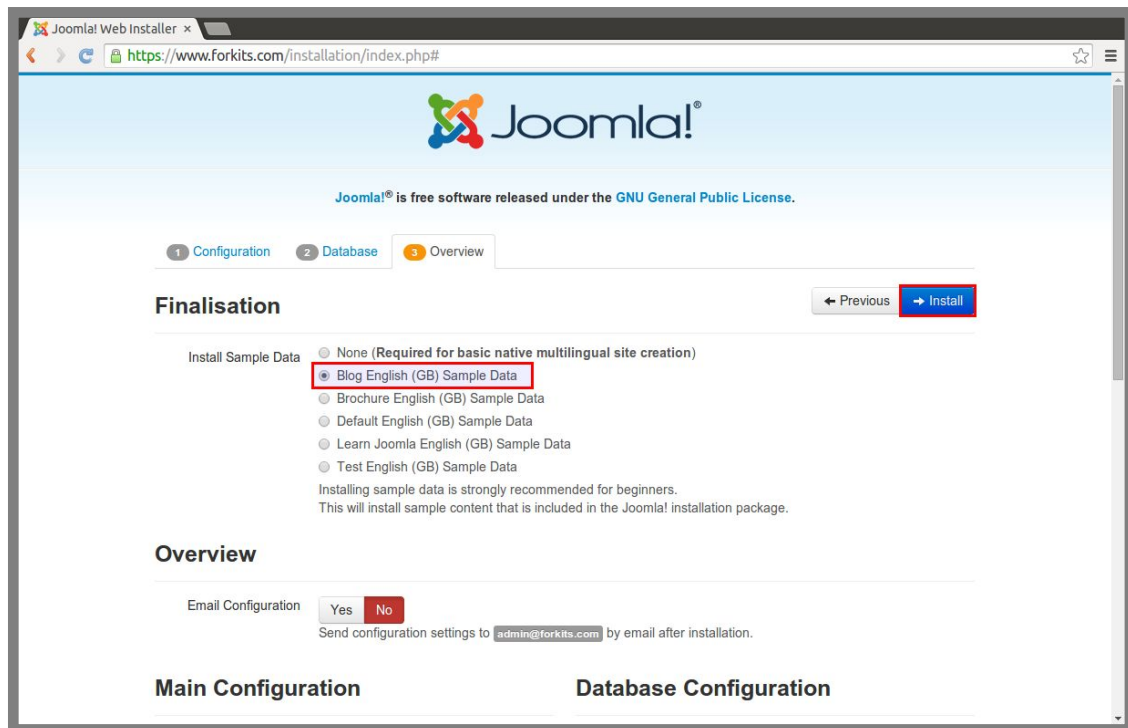 Joomla! Web Installer ×
https://www.forkits.com/installation/index.php#
Joomla!®
Joomla!® is free software released under the GNU General Public License.
1 Configuration 2 Database 3 Overview
Finalisation
Previous Install
Install Sample Data
None (Required for basic native multilingual site creation)
Blog English (GB) Sample Data
Brochure English (GB) Sample Data
Default English (GB) Sample Data
Learn Joomla English (GB) Sample Data
Test English (GB) Sample Data
Installing sample data is strongly recommended for beginners.
This will install sample content that is included in the Joomla! installation package.
Overview
Email Configuration Yes No
Send configuration settings to admin@forkits.com by email after installation.
Main Configuration Database Configuration